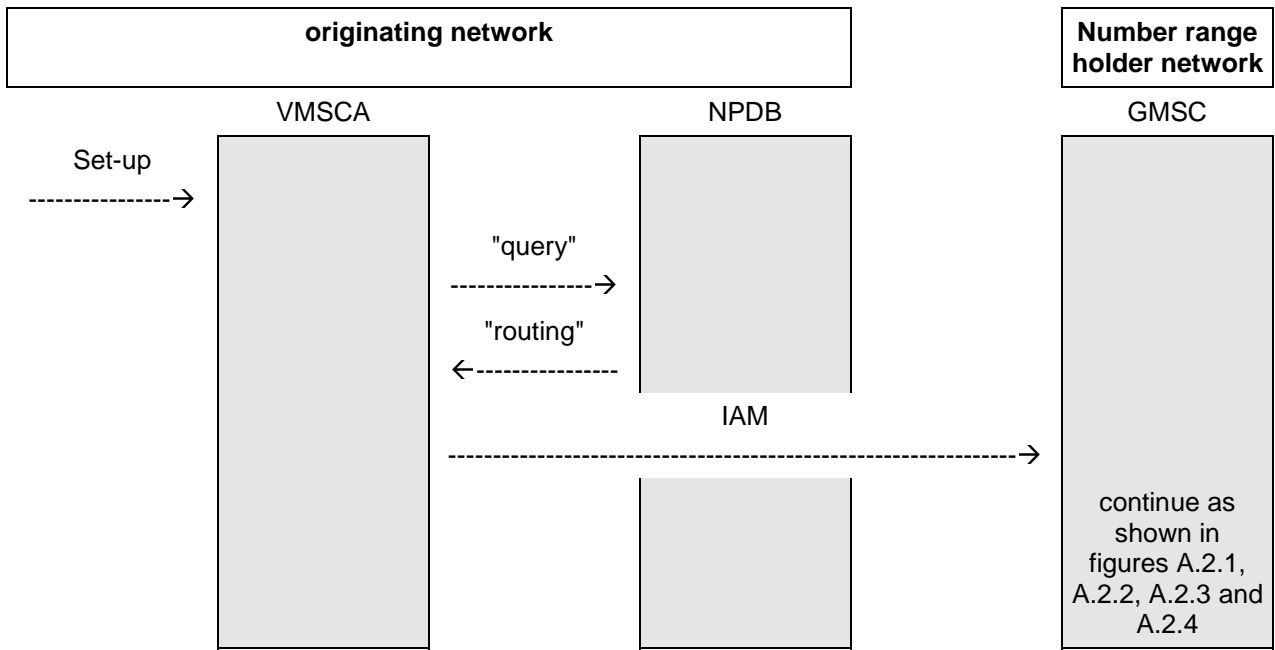 originating network
Number range
holder network
VMSCA
NPDB
GMSC
Set-up
"query"
"routing"
IAM
continue as
shown in
figures A.2.1,
A.2.2, A.2.3 and
A.2.4